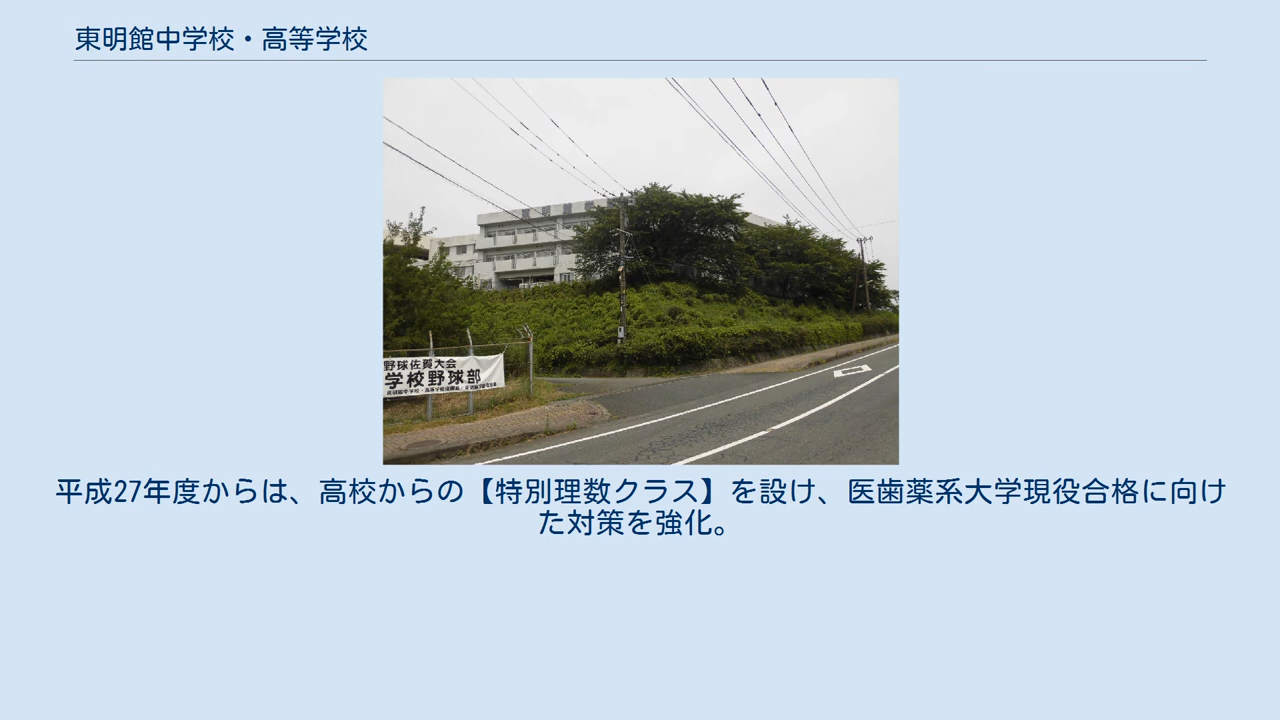 東明館中学校・高等学校
野球佐賀大会
学校野球部
平成27年度からは、高校からの【特別理数クラス】を設け、医歯薬系大学現役合格に向け
た対策を強化。